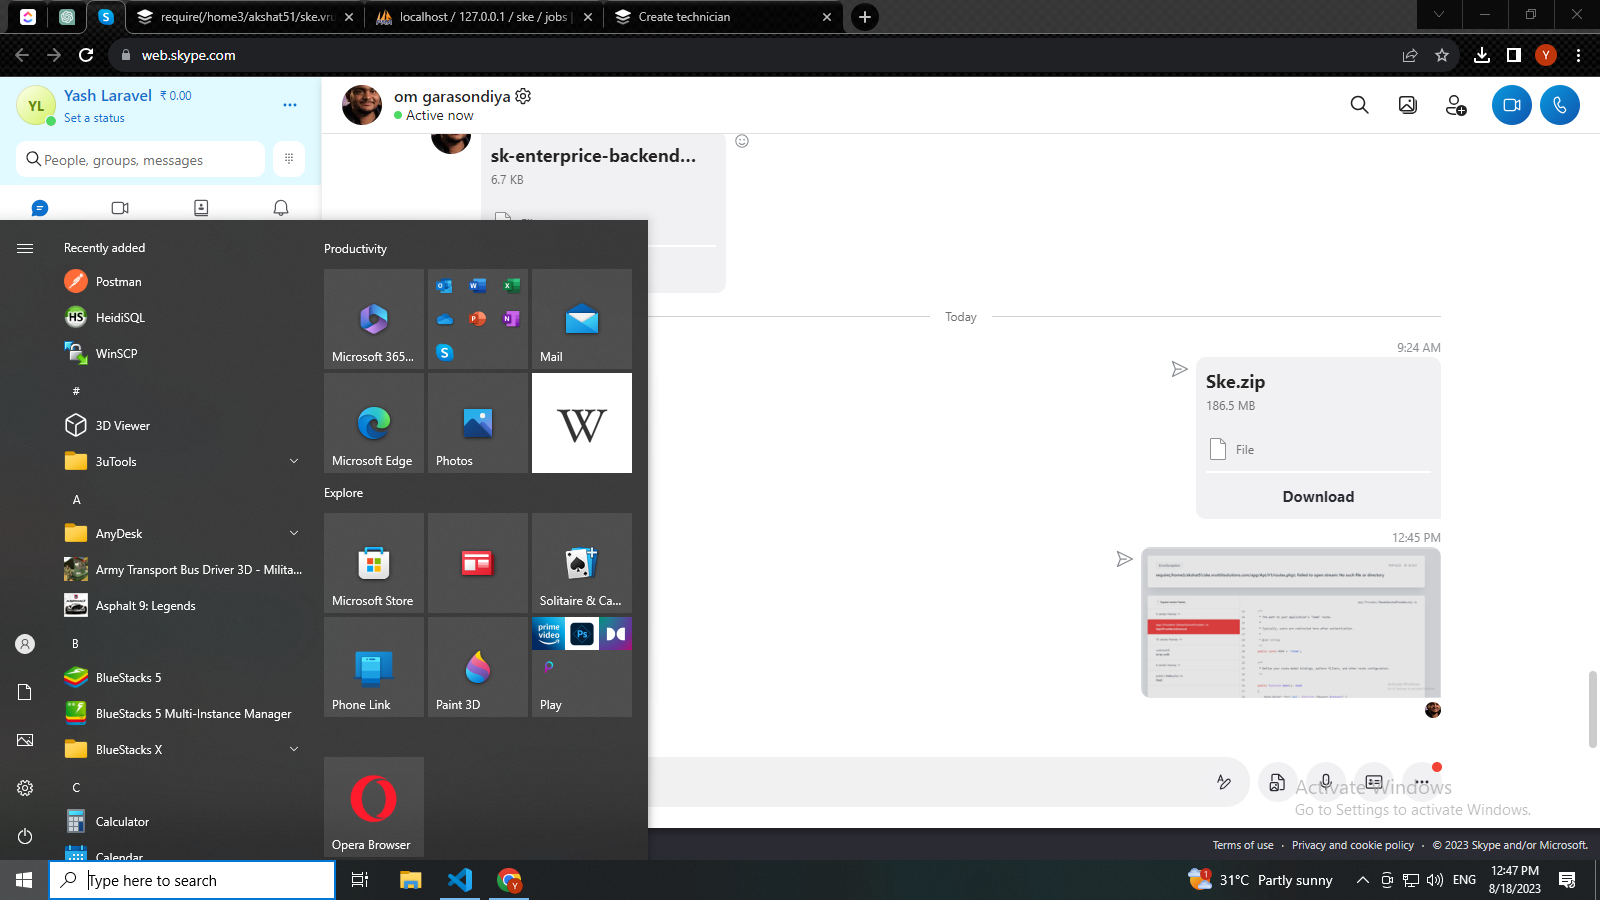 require(/home3/akshat51/ske.vru
localhost / 127.0.0.1 / ske / jobs |
Create technician
web.skype.com
Y
YL
Yash Laravel ₹ 0.00
Set a status
People, groups, messages
om garasondiya
Active now
sk-enterprice-backend...
6.7 KB
Today
9:24 AM
Ske.zip
186.5 MB
File
Download
12:45 PM
Recently added
Postman
HS
HeidiSQL
WinSCP
#
3D Viewer
3uTools
A
AnyDesk
Army Transport Bus Driver 3D - Milita...
Asphalt 9: Legends
B
BlueStacks 5
BlueStacks 5 Multi-Instance Manager
BlueStacks X
C
Calculator
Calendar
Productivity
Microsoft 365...
Mail
Microsoft Edge
Photos
W
Explore
Microsoft Store
Solitaire & Ca...
Phone Link
Paint 3D
prime video
Ps
Play
Opera Browser
Activate Windows
Go to Settings to activate Windows.
Terms of use · Privacy and cookie policy · © 2023 Skype and/or Microsoft.
Type here to search
1
31°C Partly sunny
ENG
12:47 PM
8/18/2023